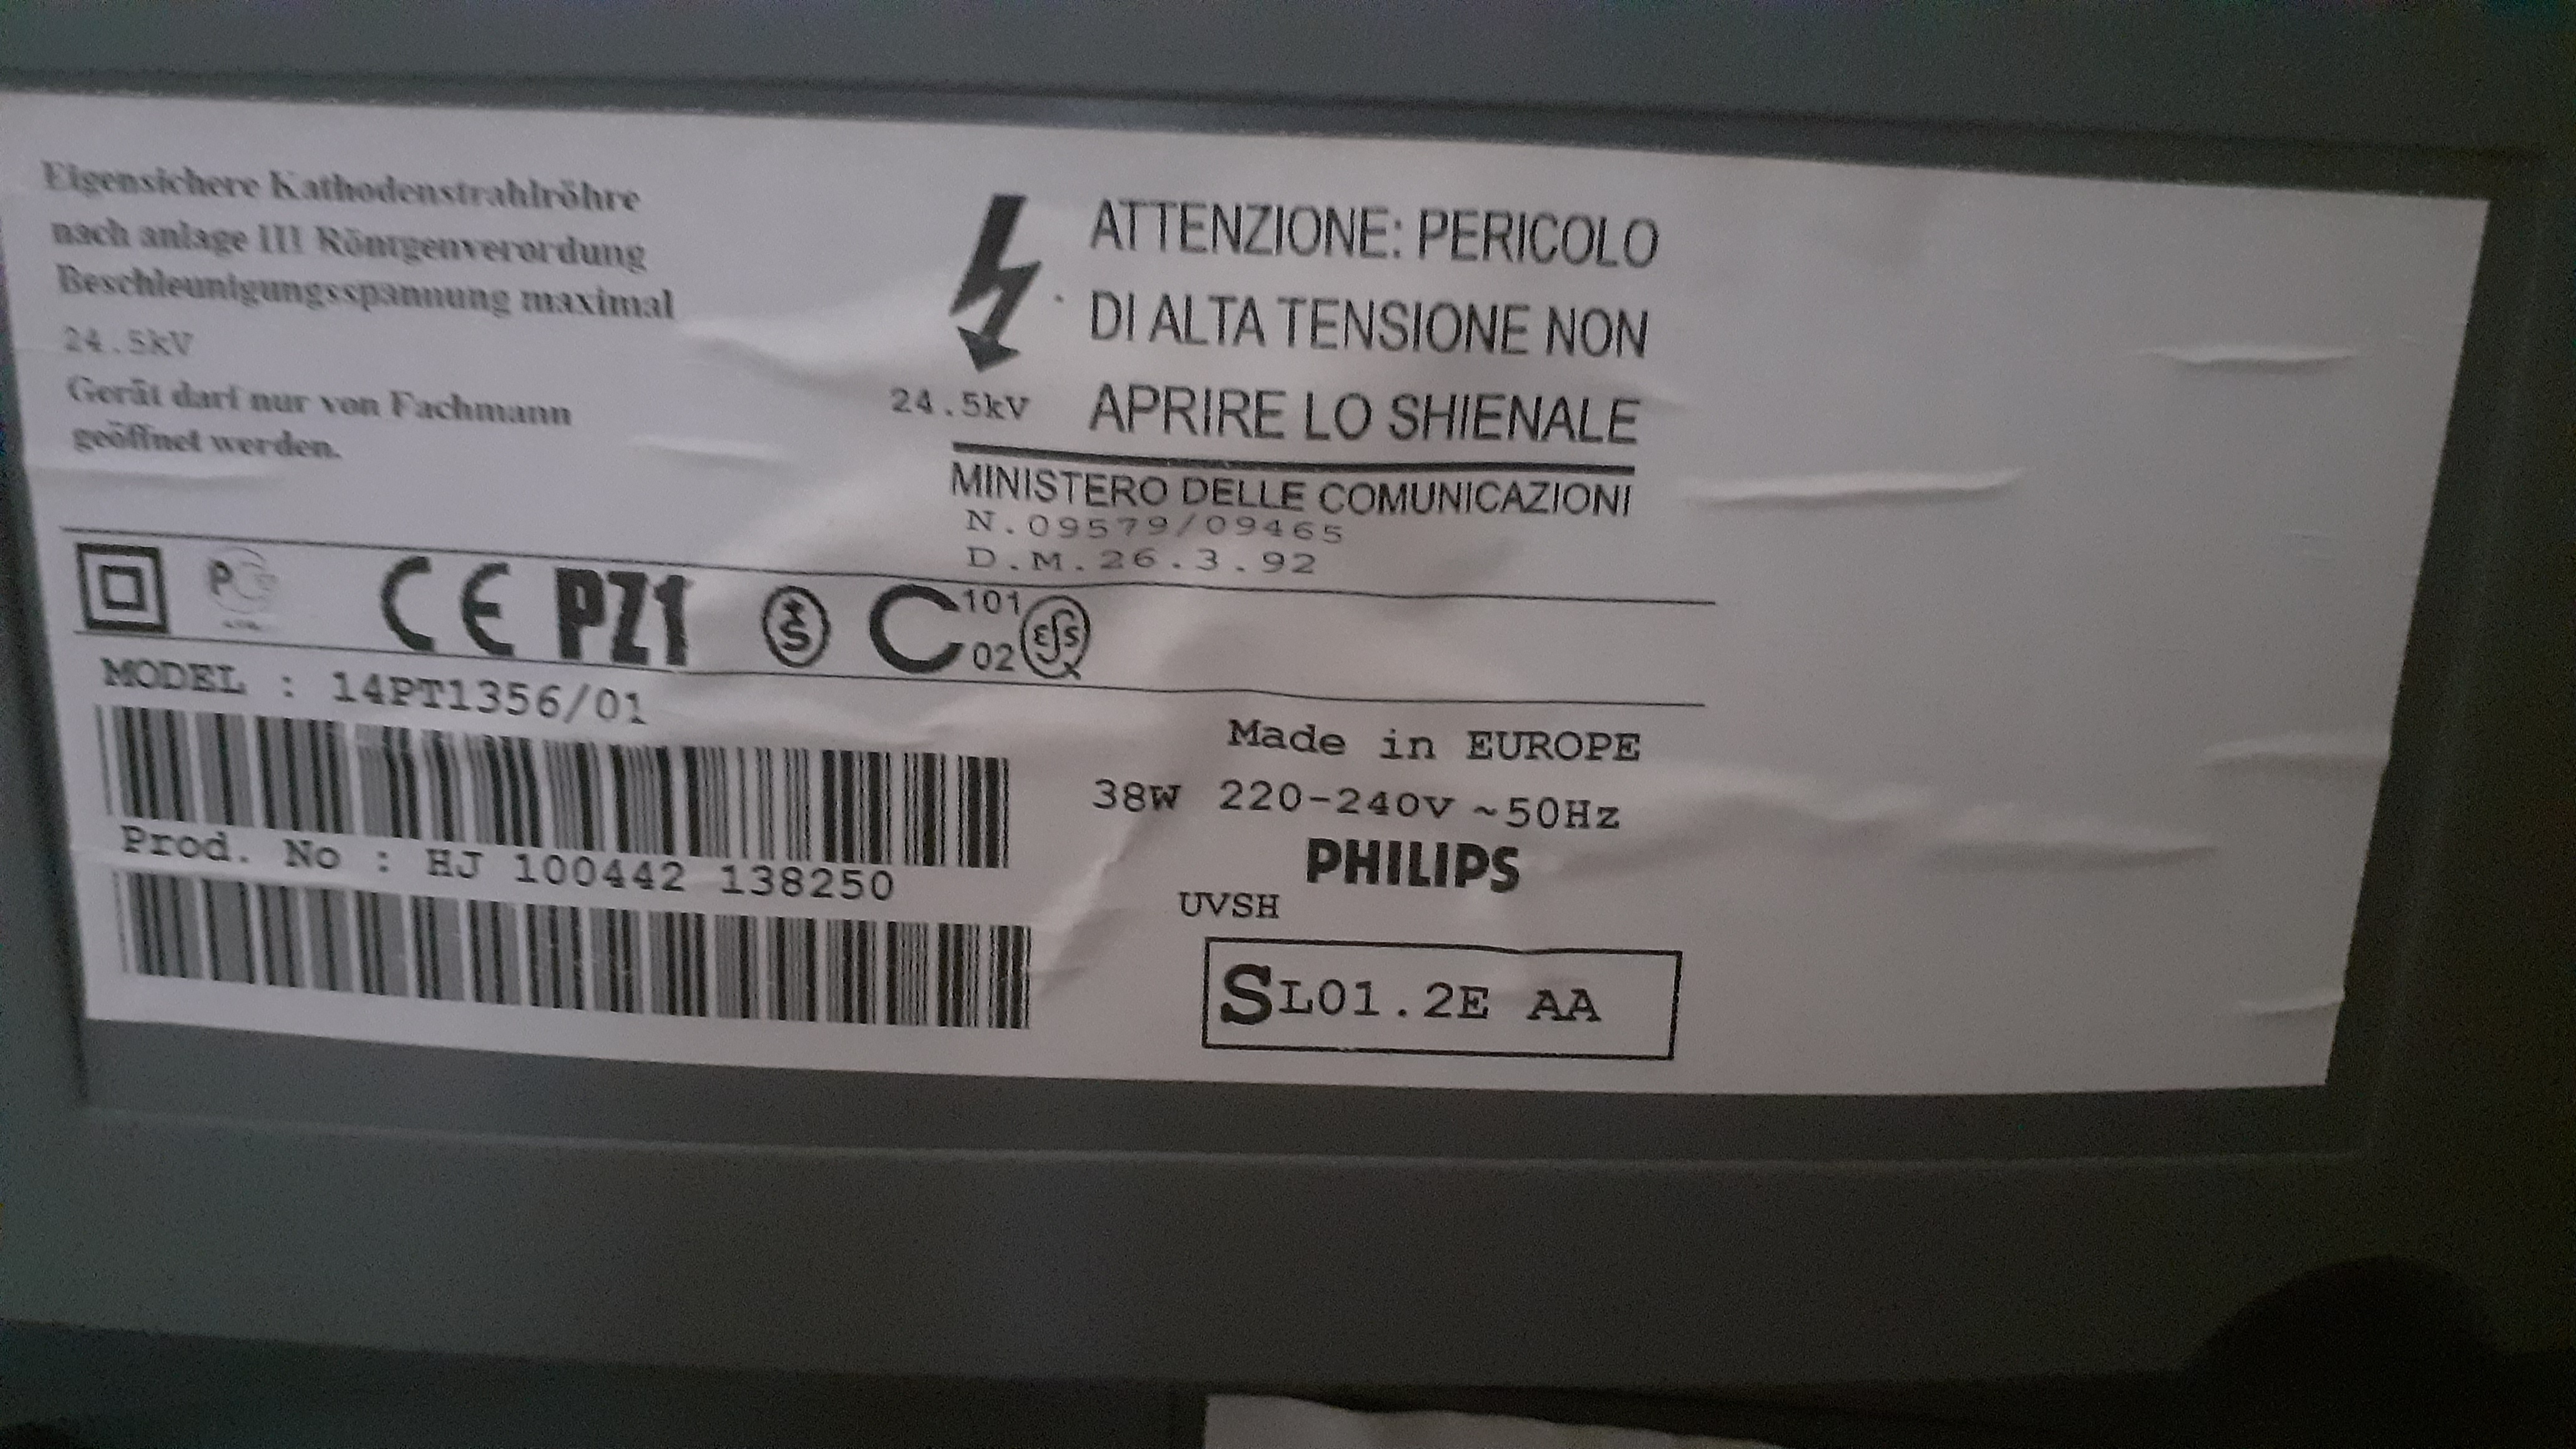 Eigensichere Kathodenstrahlröhre
nach anlage III Röntgenverordung
Beschleunigungsspannung maximal
24.5kV
Gerät darf nur von Fachmann
geöffnet werden.
ATTENZIONE: PERICOLO
DI ALTA TENSIONE NON
APRIRE LO SHIENALE
24.5kV
MINISTERO DELLE COMUNICAZIONI
N.09579/09465
D.M.26.3.92
CE PZ1 S C 101 02
MODEL : 14PT1356/01
Prod. No : HJ 100442 138250
Made in EUROPE
38W 220-240V ~50Hz
PHILIPS
UVSH
SL01.2E AA